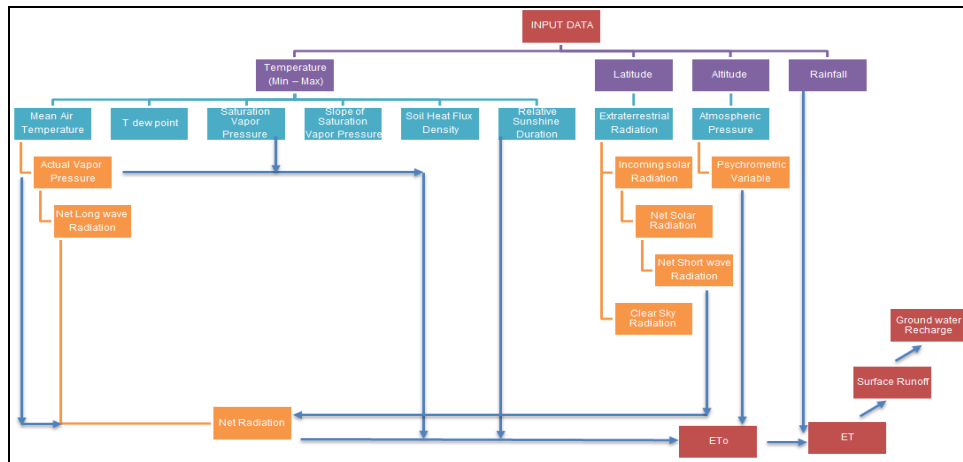 INPUT DATA
Temperature
(Min – Max)
Latitude
Altitude
Rainfall
Mean Air
Temperature
T dew point
Saturation
Vapor
Pressure
Slope of
Saturation
Vapor Pressure
Soil Heat Flux
Density
Relative
Sunshine
Duration
Extraterrestrial
Radiation
Atmospheric
Pressure
Actual Vapor
Pressure
Incoming solar
Radiation
Psychrometric
Variable
Net Long wave
Radiation
Net Solar
Radiation
Net Short wave
Radiation
Clear Sky
Radiation
Ground water
Recharge
Surface Runoff
Net Radiation
ETo
ET